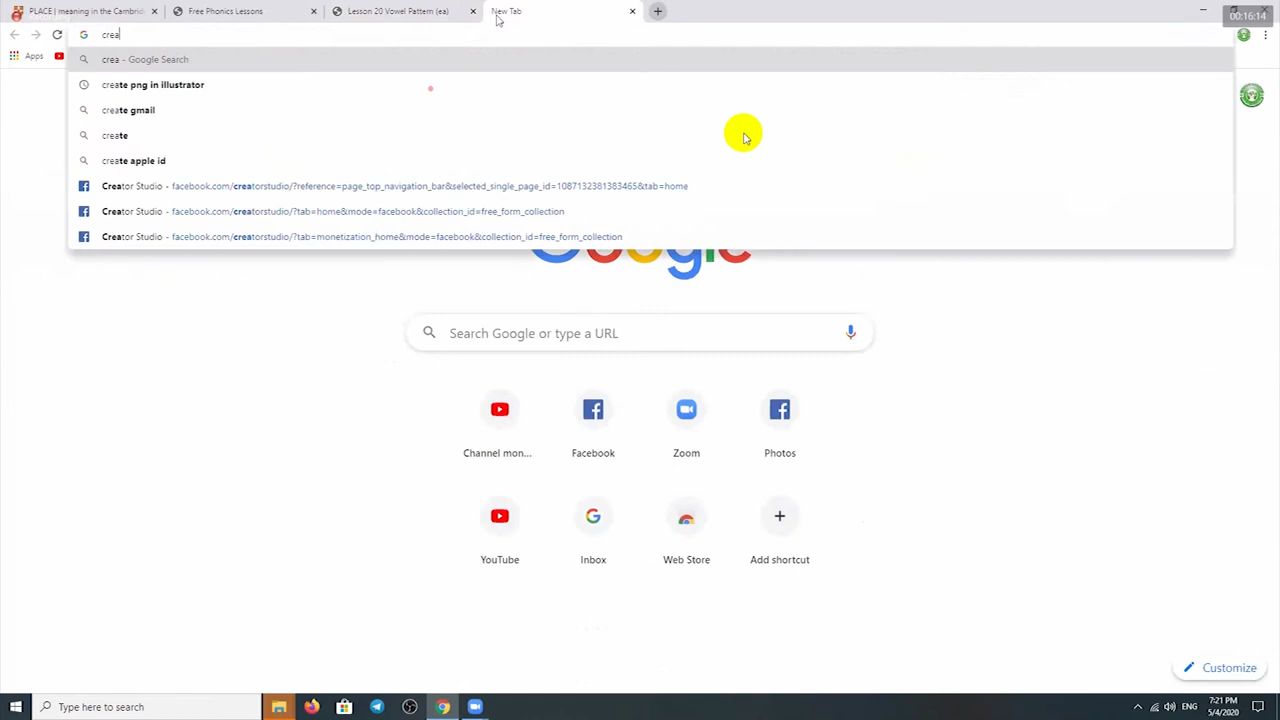 PLACE | meaning in the Cambrid
Free Phonics Lessons
Lesson 20 Vowel Pattern (ea)
New Tab
00:16:14
crea
Apps
crea - Google Search
create png in illustrator
create gmail
create
create apple id
Creator Studio - facebook.com/creatorstudio/?reference=page_top_navigation_bar&selected_single_page_id=1087132381383465&tab=home
Creator Studio - facebook.com/creatorstudio/?tab=home&mode=facebook&collection_id=free_form_collection
Creator Studio - facebook.com/creatorstudio/?tab=monetization_home&mode=facebook&collection_id=free_form_collection
Google
Search Google or type a URL
Channel mon...
Facebook
Zoom
Photos
YouTube
Inbox
Web Store
Add shortcut
Customize
Type here to search
7:21 PM
5/4/2020